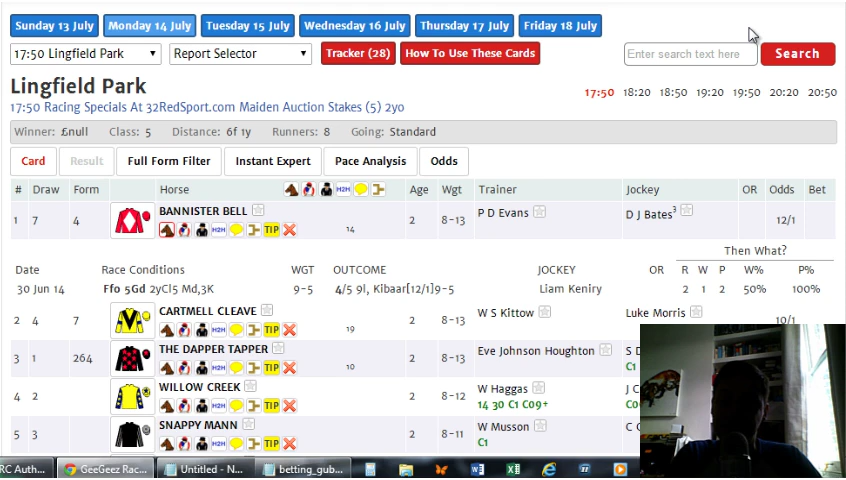 Sunday 13 July Monday 14 July Tuesday 15 July Wednesday 16 July Thursday 17 July Friday 18 July
17:50 Lingfield Park Report Selector Tracker (28) How To Use These Cards Enter search text here Search
Lingfield Park
17:50 18:20 18:50 19:20 19:50 20:20 20:50
17:50 Racing Specials At 32RedSport.com Maiden Auction Stakes (5) 2yo
Winner: £null Class: 5 Distance: 6f 1y Runners: 8 Going: Standard
Card Result Full Form Filter Instant Expert Pace Analysis Odds
# Draw Form Horse H2H Age Wgt Trainer Jockey OR Odds Bet
1 7 4 BANNISTER BELL 14 2 8-13 P D Evans D J Bates3 12/1
H2H TIP
Then What?
Date Race Conditions WGT OUTCOME JOCKEY OR R W P W% P%
30 Jun 14 Ffo 5Gd 2yCl5 Md,3K 9-5 4/5 9l, Kibaar[12/1]9-5 Liam Keniry 2 1 2 50% 100%
2 4 7 CARTMELL CLEAVE 19 2 8-13 W S Kittow Luke Morris 10/1
H2H TIP
3 1 264 THE DAPPER TAPPER 10 2 8-13 Eve Johnson Houghton S D
H2H TIP C1
4 2 WILLOW CREEK 2 8-12 W Haggas J C
H2H TIP 14 30 C1 C09+ C0
5 3 SNAPPY MANN 2 8-11 W Musson C C
H2H TIP C1
RC Auth... GeeGeez Rac... Untitled - N... betting_gub...